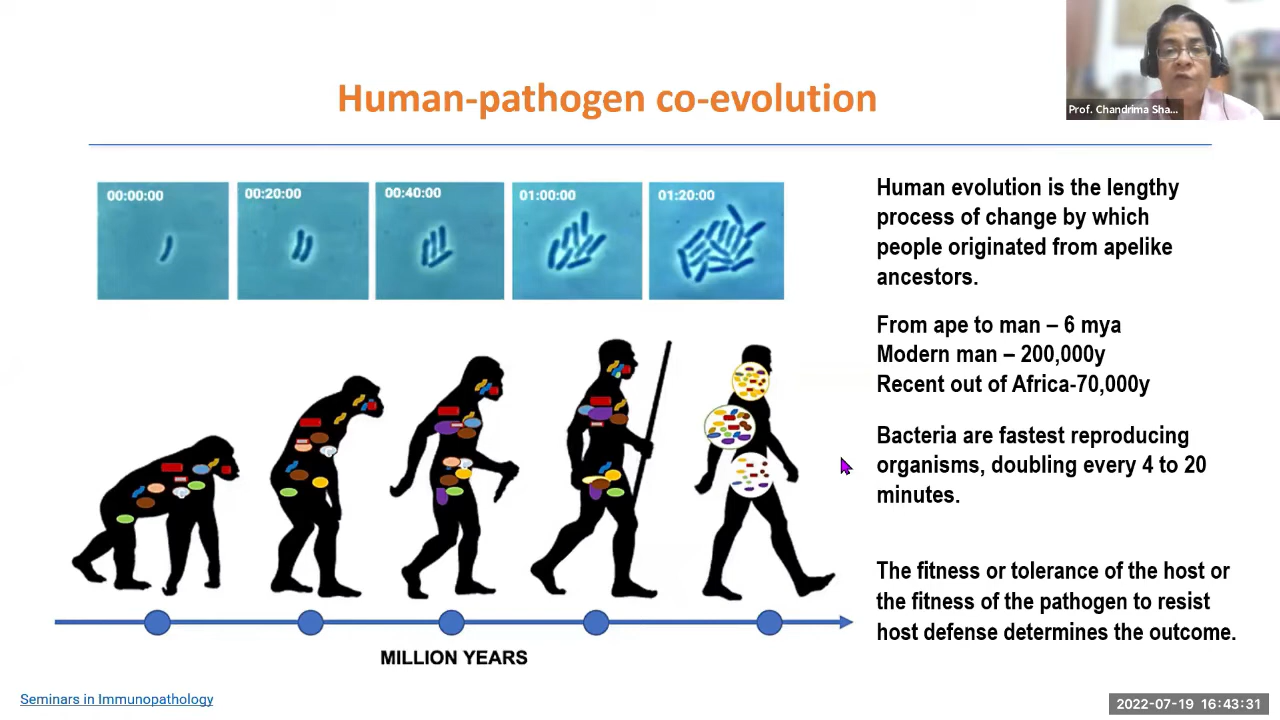 Human-pathogen co-evolution
Prof. Chandrima Sha...
00:00:00
00:20:00
00:40:00
01:00:00
01:20:00
Human evolution is the lengthy
process of change by which
people originated from apelike
ancestors.
From ape to man – 6 mya
Modern man – 200,000y
Recent out of Africa-70,000y
Bacteria are fastest reproducing
organisms, doubling every 4 to 20
minutes.
The fitness or tolerance of the host or
the fitness of the pathogen to resist
host defense determines the outcome.
MILLION YEARS
Seminars in Immunopathology
2022-07-19 16:43:31